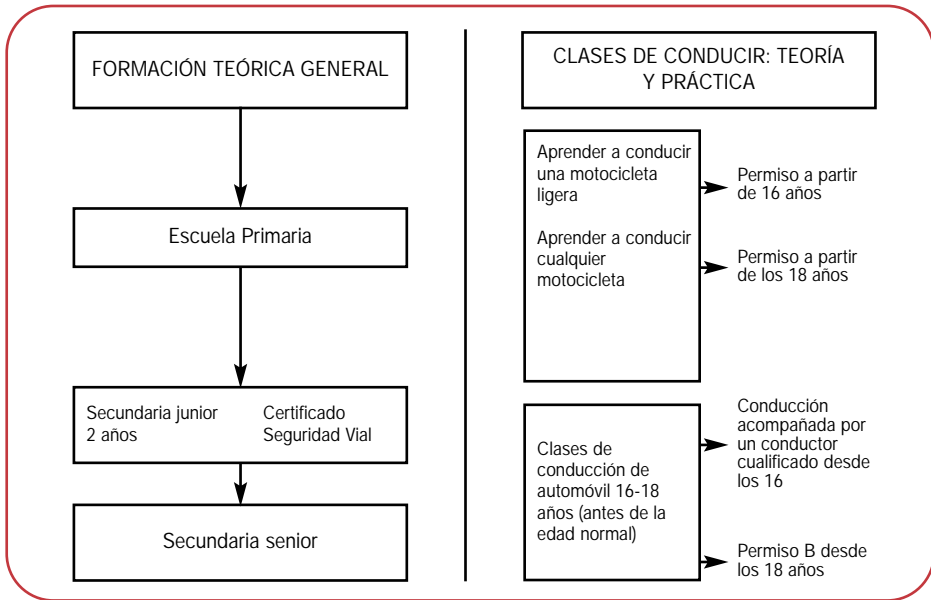 FORMACIÓN TEÓRICA GENERAL
Escuela Primaria
Secundaria junior
2 años
Certificado
Seguridad Vial
Secundaria senior
CLASES DE CONDUCIR: TEORÍA
Y PRÁCTICA
Aprender a conducir
una motocicleta
ligera
Permiso a partir
de 16 años
Aprender a conducir
cualquier
motocicleta
Permiso a partir
de los 18 años
Clases de
conducción de
automóvil 16-18
años (antes de la
edad normal)
Conducción
acompañada por
un conductor
cualificado desde
los 16
Permiso B desde
los 18 años